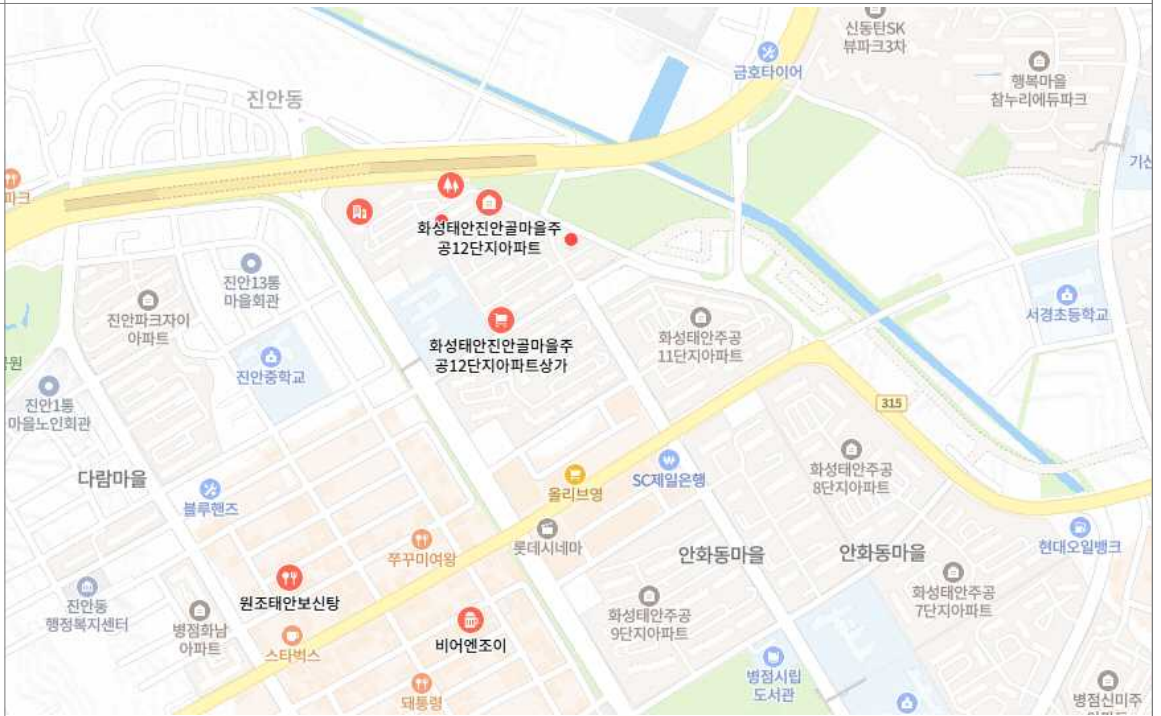 신동탄SK
뷰파크3차
금호타이어
행복마을
참누리에듀파크
진안동
기산
파크
화성태안진안골마을주
공12단지아파트
진안13통
마을회관
진안파크자이
아파트
서경초등학교
화성태안진안골마을주
공12단지아파트상가
화성태안주공
11단지아파트
원
진안중학교
진안1통
마을노인회관
315
다람마을
화성태안주공
8단지아파트
블루핸즈
올리브영
SC제일은행
쭈꾸미여왕
롯데시네마
안화동마을
안화동마을
현대오일뱅크
원조태안보신탕
진안동
행정복지센터
병점화남
아파트
스타벅스
비어엔조이
화성태안주공
9단지아파트
화성태안주공
7단지아파트
병점시립
도서관
돼통령
병점신미주